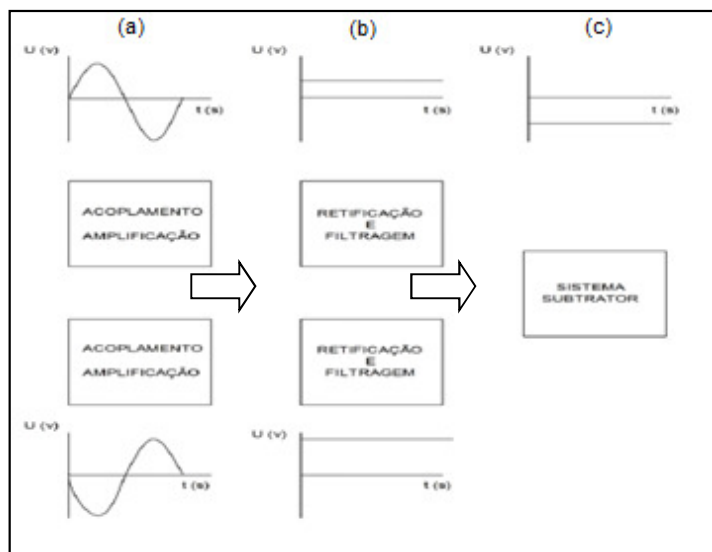 (a)
(b)
(c)
U (v)
t (s)
U (v)
t (s)
U (v)
t (s)
ACOPLAMENTO
AMPLIFICAÇÃO
RETIFICAÇÃO
E
FILTRAGEM
SISTEMA
SUBTRATOR
ACOPLAMENTO
AMPLIFICAÇÃO
RETIFICAÇÃO
E
FILTRAGEM
U (v)
t (s)
U (v)
t (s)